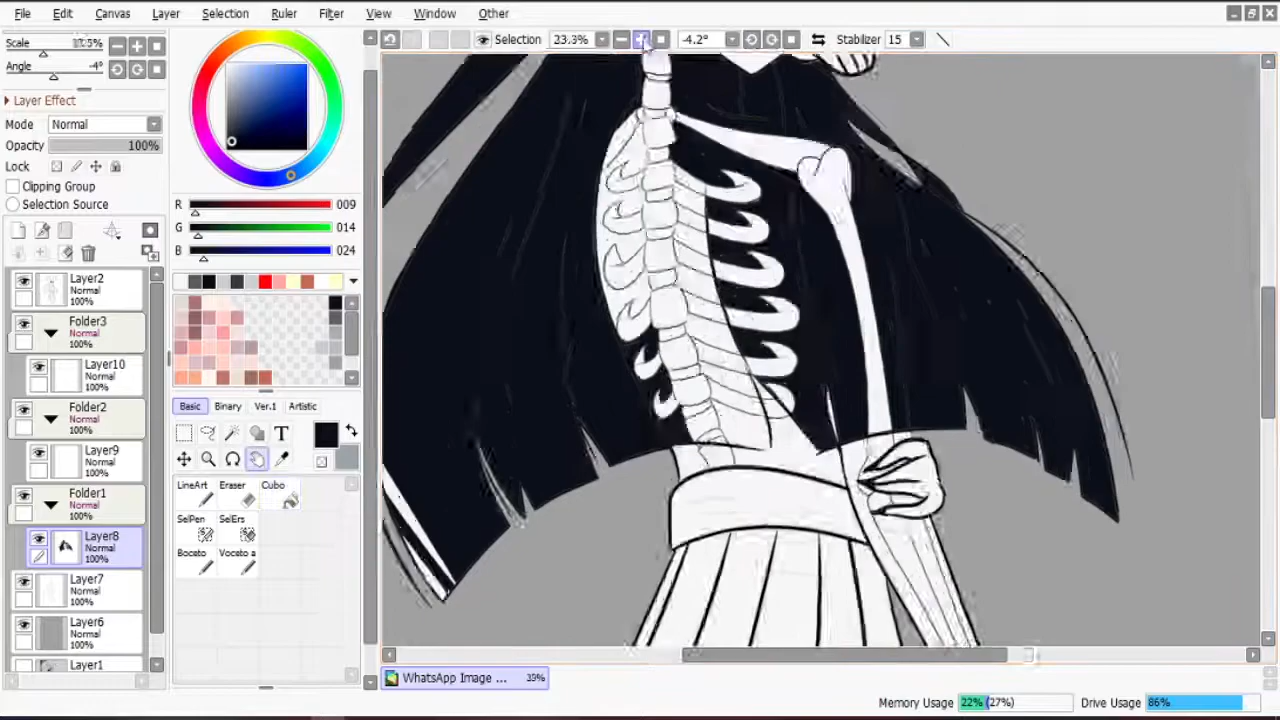 File Edit Canvas Layer Selection Ruler Filter View Window Other
Scale
Angle -4°
Layer Effect
Mode Normal
Opacity 100%
Lock
Clipping Group
Selection Source
Layer2
Normal
100%
Folder3
Normal
100%
Layer10
Normal
100%
Folder2
Normal
100%
Layer9
Normal
100%
Folder1
Normal
100%
Layer8
Normal
100%
Layer7
Normal
100%
Layer6
Normal
100%
Layer1
R 009
G 014
B 024
Basic Binary Ver.1 Artistic
T
LineArt Eraser Cubo
SelPen SelErs
Boceto Voceto a
Selection 23.3% -4.2° Stabilizer 15
WhatsApp Image ... 39%
Memory Usage 22% (27%) Drive Usage 86%